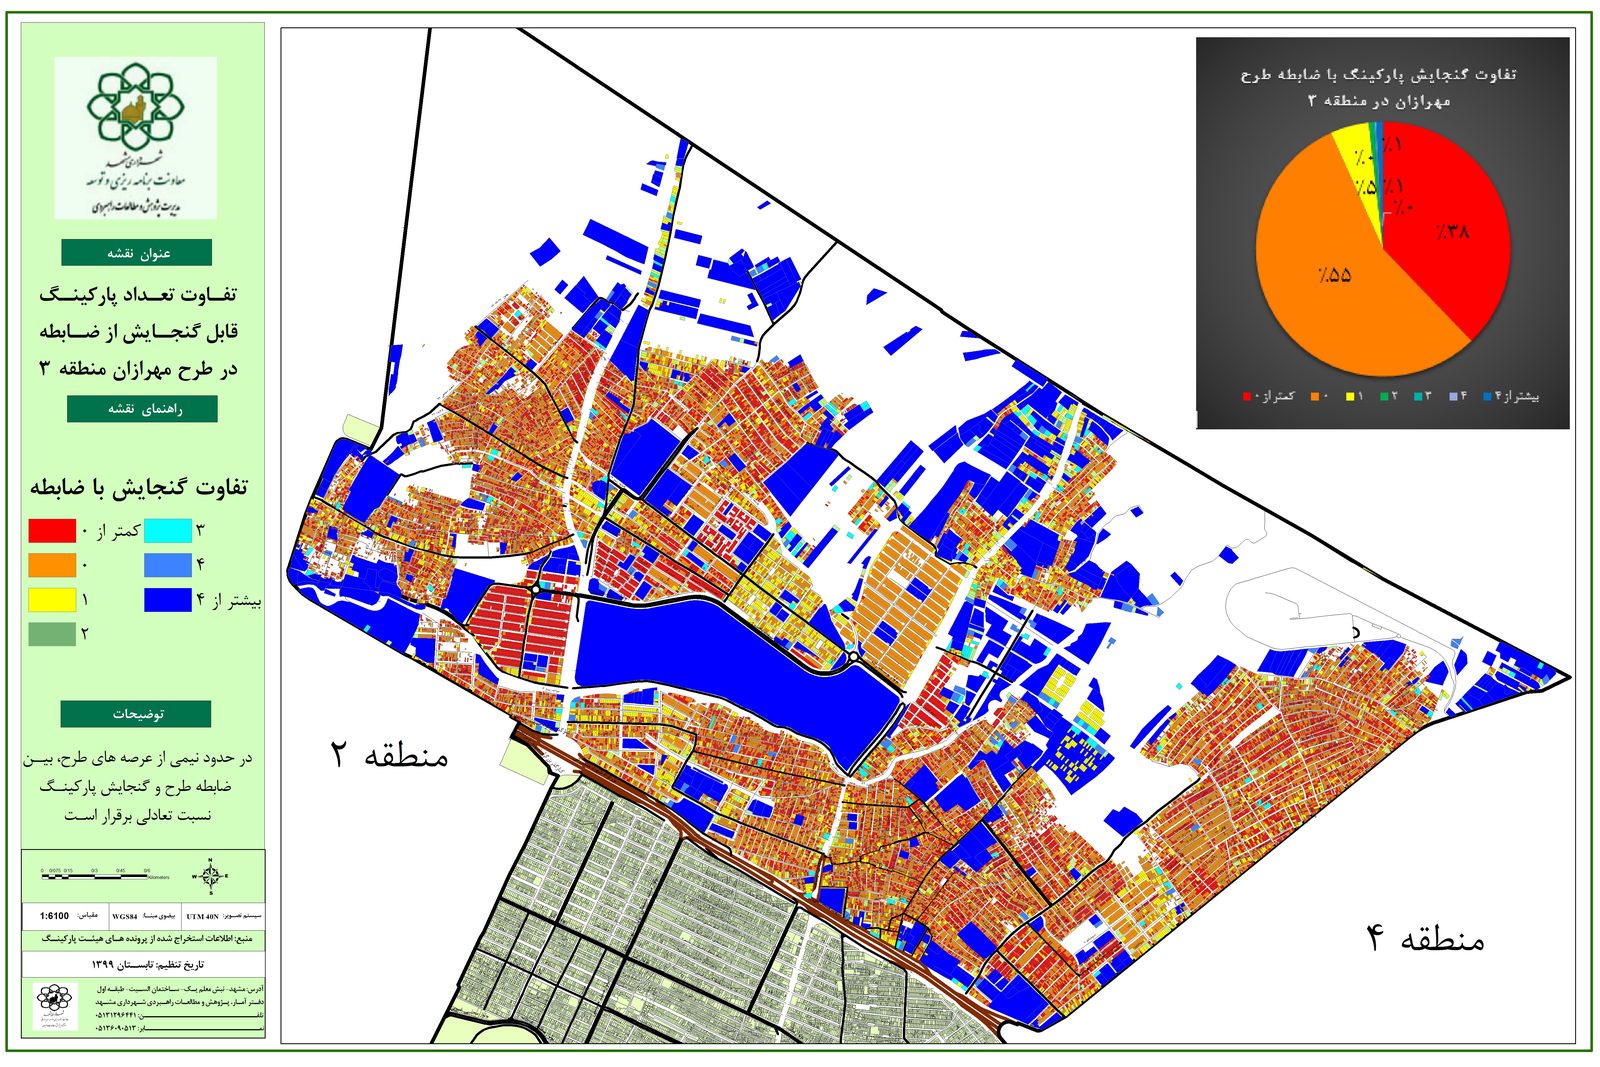 شهرداری مشهد
معاونت برنامه ریزی و توسعه
مدیریت پژوهش و مطالعات راهبردی
عنوان نقشه
تفاوت تعداد پارکینگ
قابل گنجایش از ضابطه
در طرح مهرازان منطقه ۳
راهنمای نقشه
تفاوت گنجایش با ضابطه
کمتر از ۰
۳
۰
۴
۱
بیشتر از ۴
۲
توضیحات
در حدود نیمی از عرصه های طرح، بین
ضابطه طرح و گنجایش پارکینگ
نسبت تعادلی برقرار است
0 0/075 0/15 0/3 0/45 0/6
Kilometers
N
W E
S
سیستم تصویر: UTM 40N
بیضوی مبنا: WGS84
مقیاس: 1:6100
منبع: اطلاعات استخراج شده از پرونده های هیئت پارکینگ
تاریخ تنظیم: تابستان ۱۳۹۹
آدرس: مشهد - نبش معلم یک - ساختمان السیت - طبقه اول
دفتر آمار، پژوهش و مطالعات راهبردی شهرداری مشهد
تلفن: ۰۵۱۳۱۲۹۶۴۴۱
نمابر: ۰۵۱۳۶۰۹۰۵۱۳
تفاوت گنجایش پارکینگ با ضابطه طرح
مهرازان در منطقه ۳
٪۱
٪۰
٪۵
٪۱
٪۰
٪۳۸
٪۵۵
کمتر از ۰
۰
۱
۲
۳
۴
بیشتر از ۴
منطقه ۲
منطقه ۴